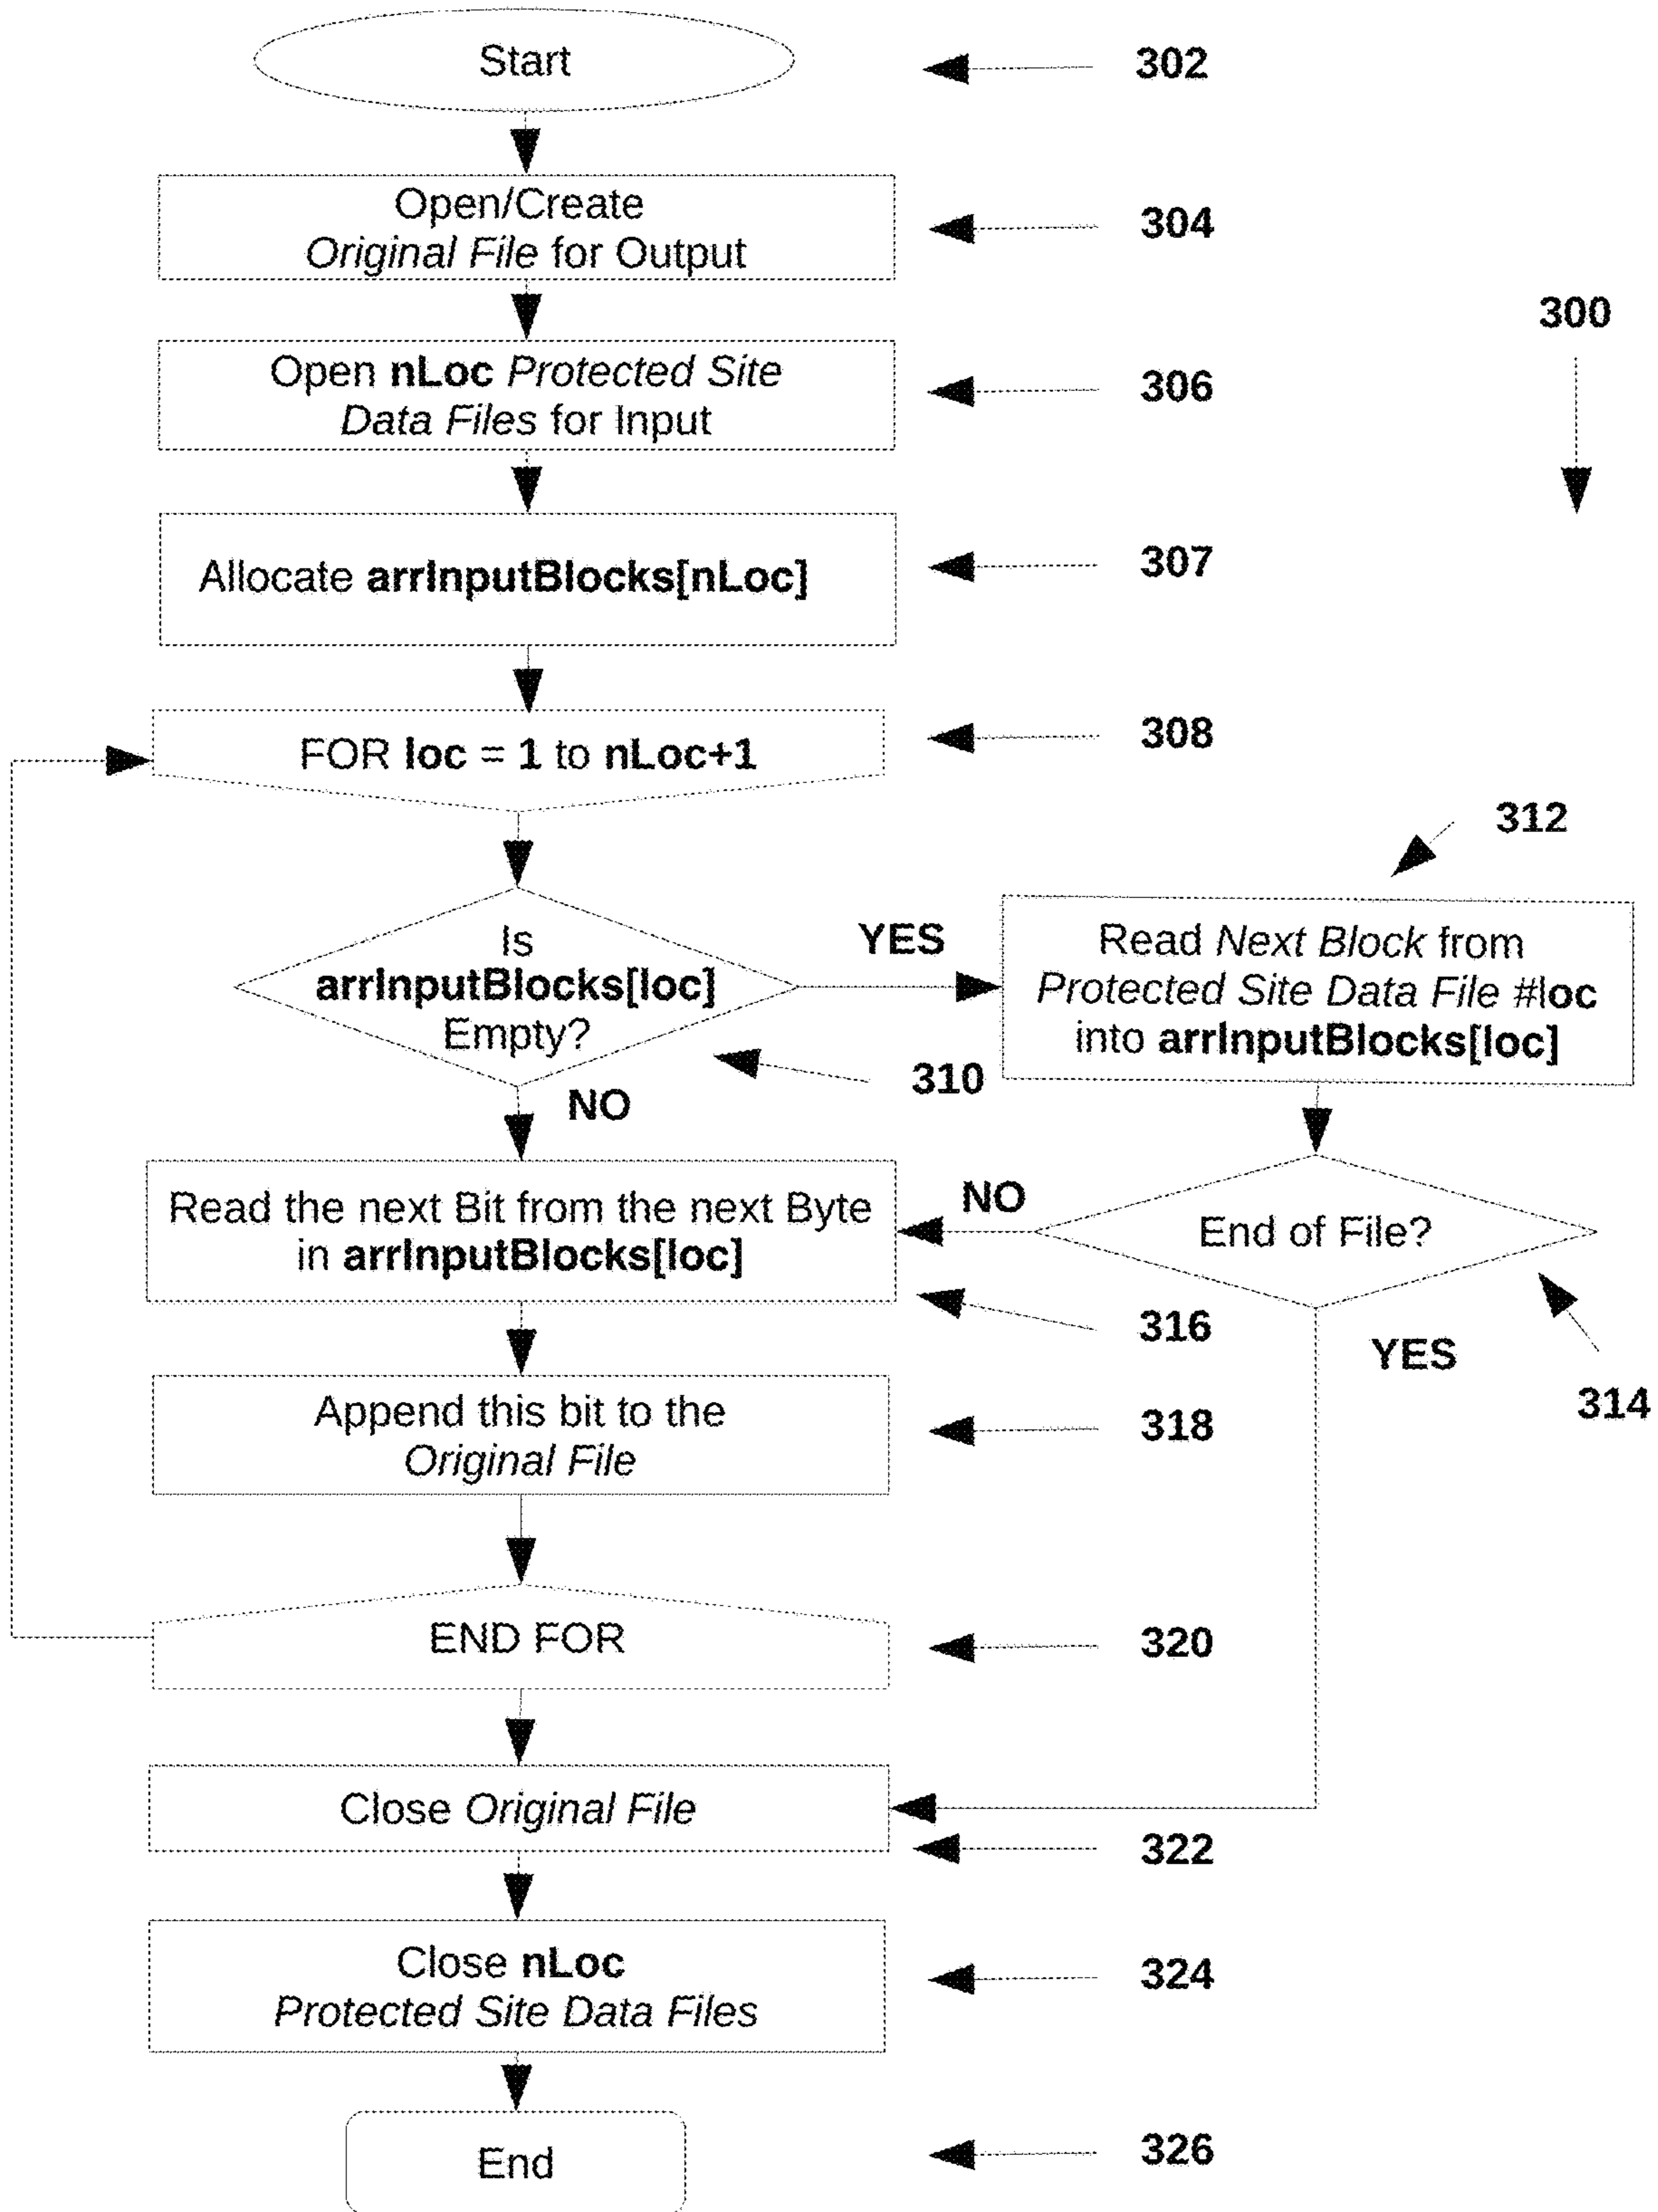 Start
302
Open/Create
Original File for Output
304
300
Open nLoc Protected Site
Data Files for Input
306
Allocate arrInputBlocks[nLoc]
307
FOR loc = 1 to nLoc+1
308
312
Is
arrInputBlocks[loc]
Empty?
YES
Read Next Block from
Protected Site Data File #loc
into arrInputBlocks[loc]
310
NO
Read the next Bit from the next Byte
in arrInputBlocks[loc]
NO
End of File?
316
YES
314
Append this bit to the
Original File
318
END FOR
320
Close Original File
322
Close nLoc
Protected Site Data Files
324
End
326